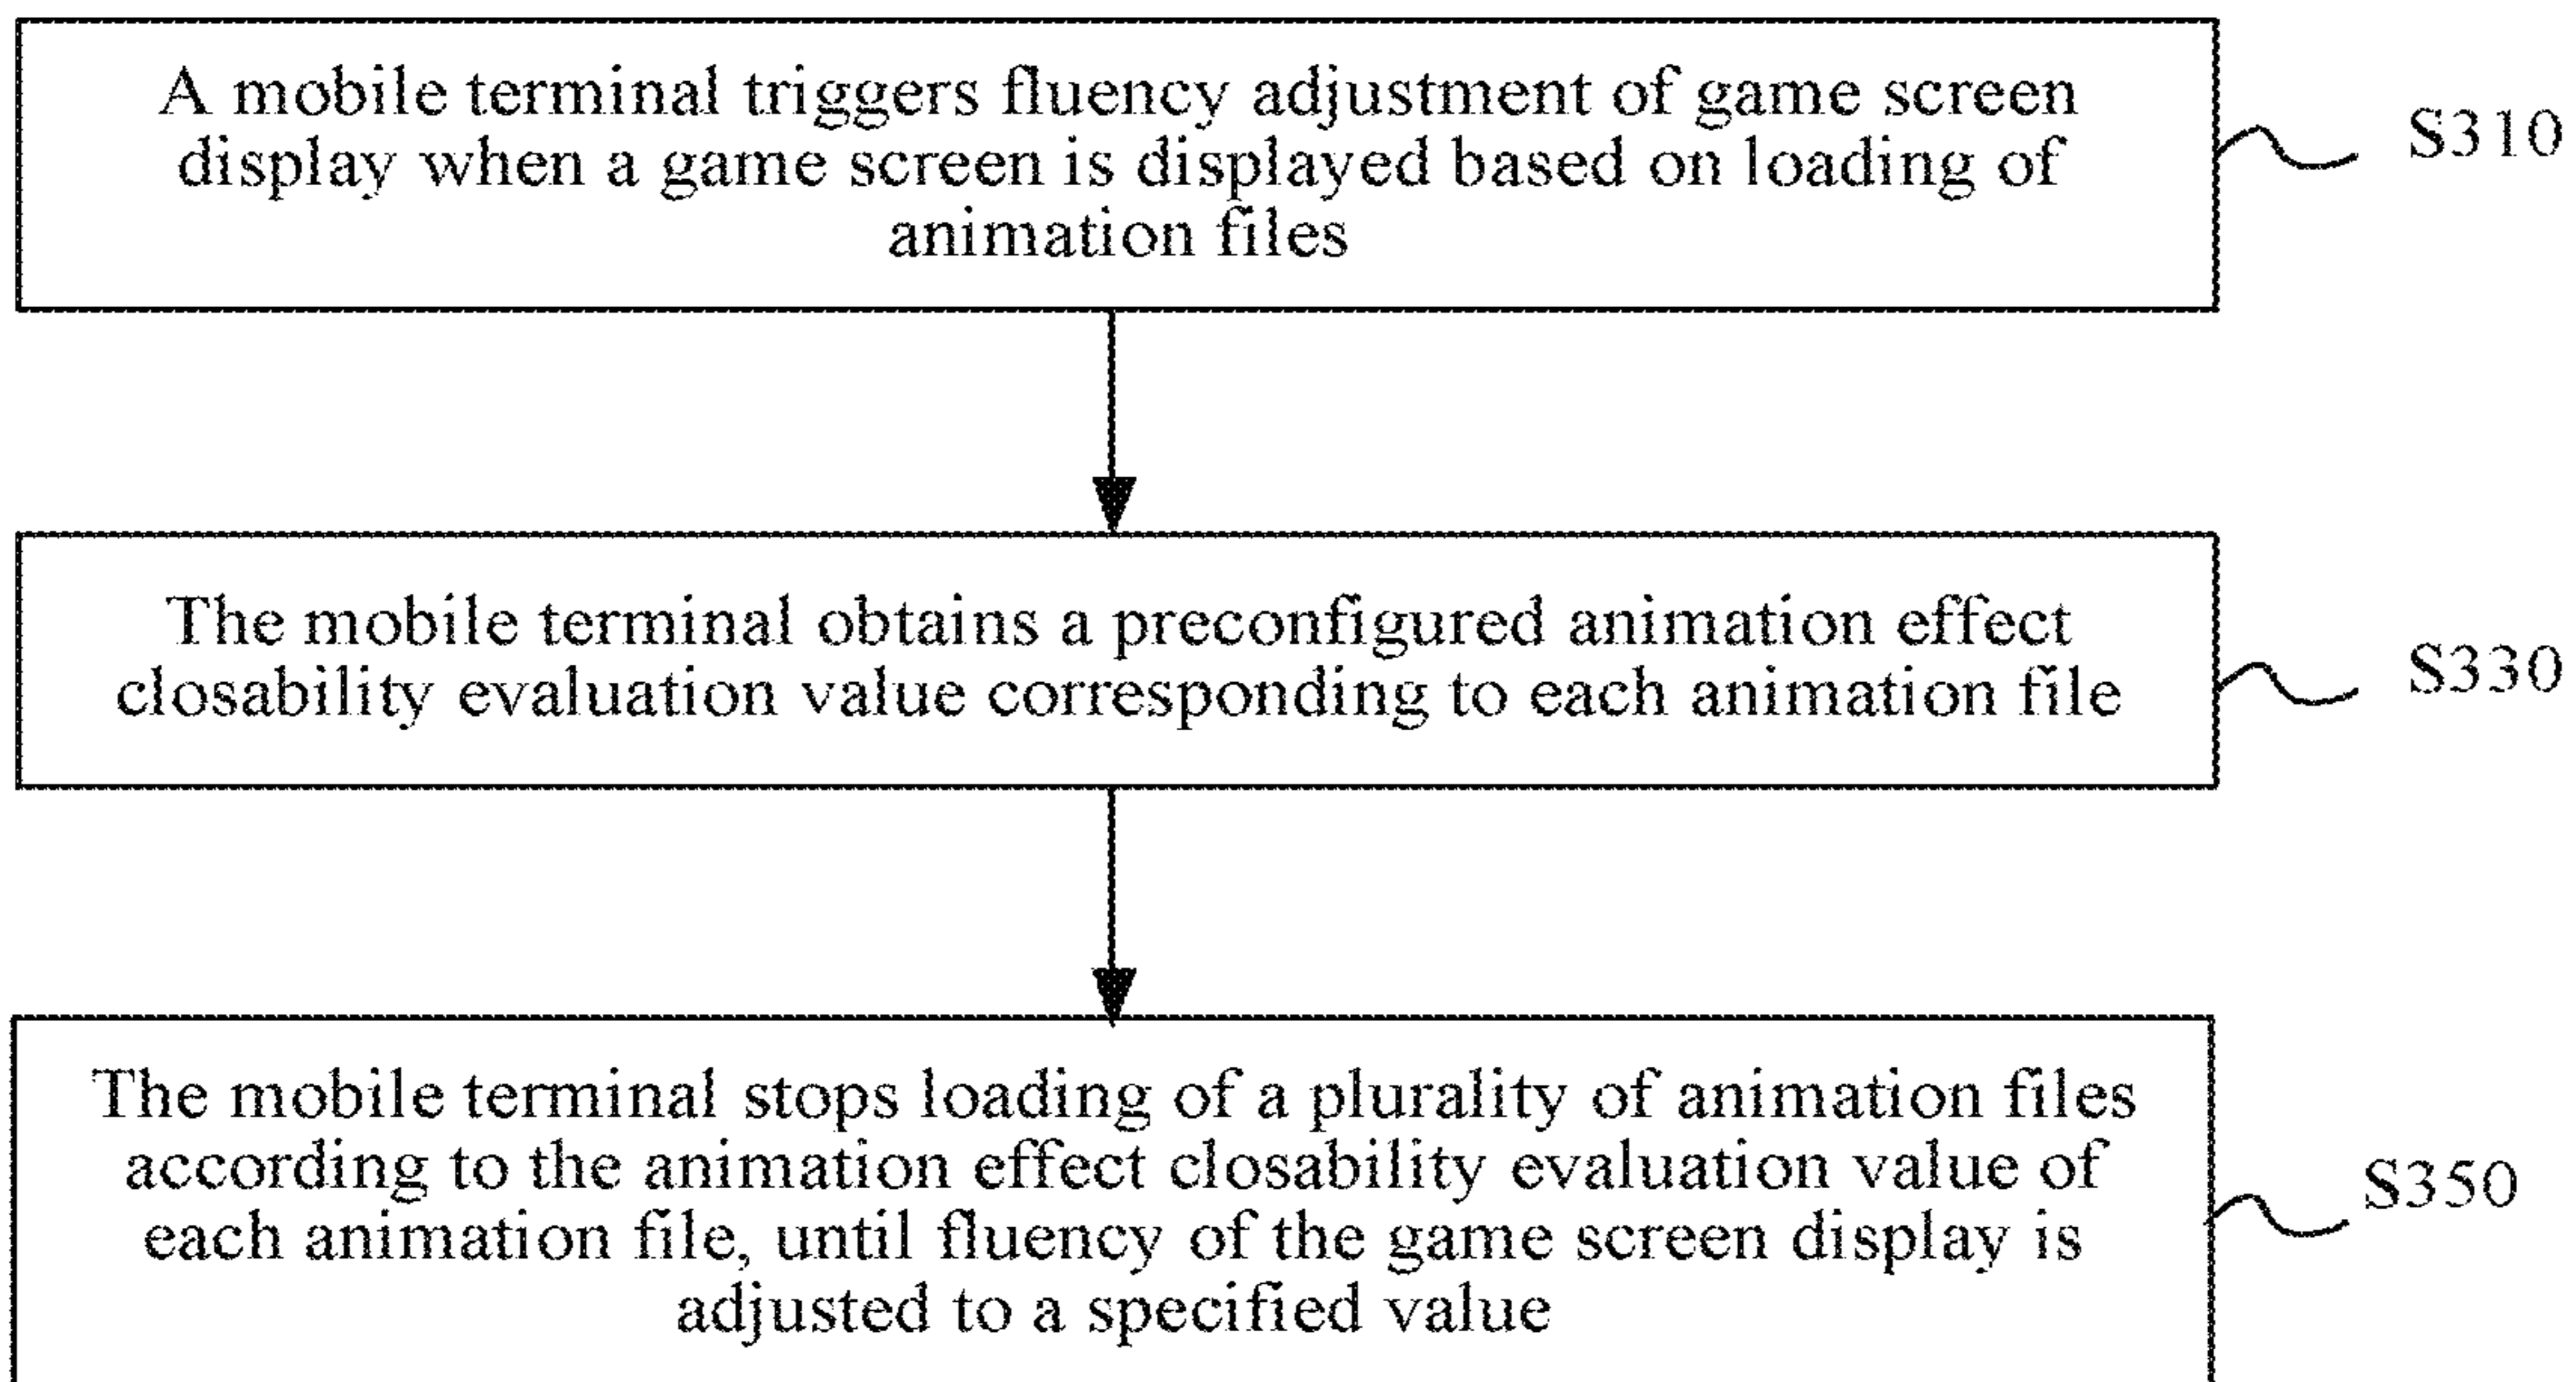 A mobile terminal triggers fluency adjustment of game screen
display when a game screen is displayed based on loading of
animation files
S310
The mobile terminal obtains a preconfigured animation effect
closability evaluation value corresponding to each animation file
S330
The mobile terminal stops loading of a plurality of animation files
according to the animation effect closability evaluation value of
each animation file, until fluency of the game screen display is
adjusted to a specified value
S350